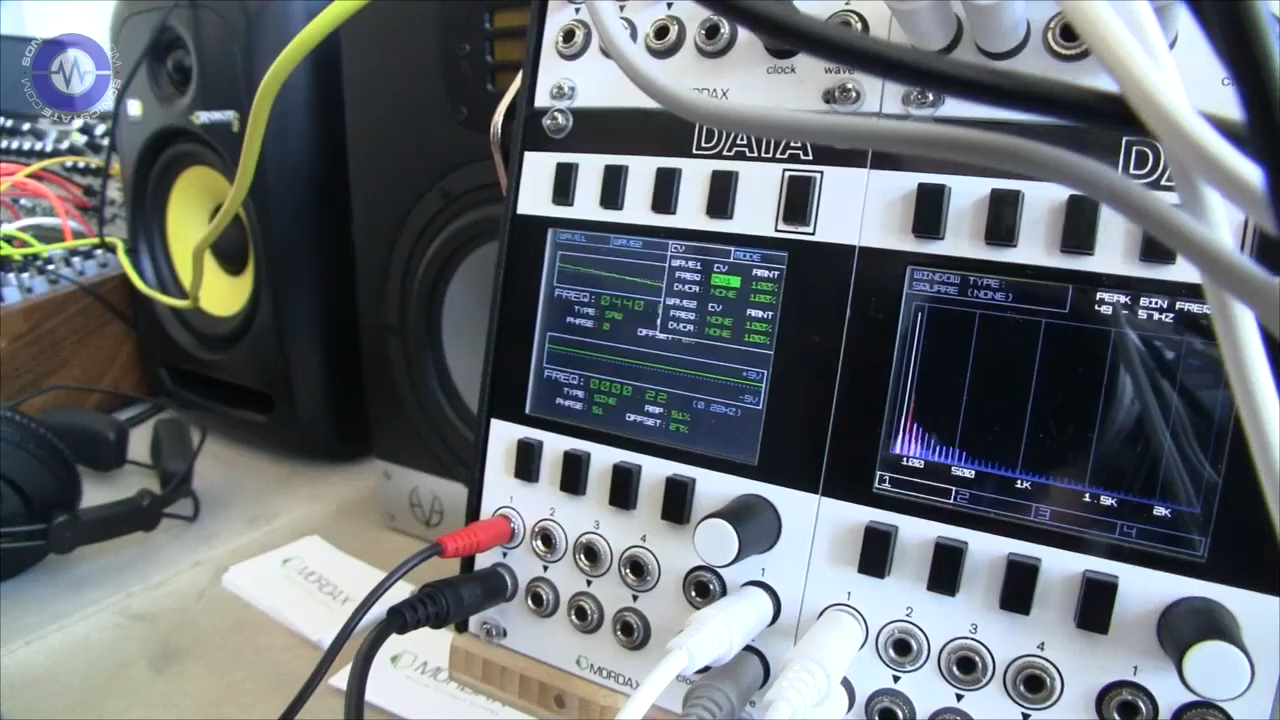 clock
wave
DATA
WAVE1 WAVE2 CV MODE
WAVE1 CV AMNT
FREQ: CV1 100%
DVCA: NONE 100%
WAVE2 CV AMNT
FREQ: NONE 100%
DVCA: NONE 100%
FREQ: 0440
TYPE: SAW
PHASE: 0
OFFSET:
+5V
-5V
FREQ: 0000.22
(0.22HZ)
TYPE: SINE
AMP: 51%
PHASE: 51
OFFSET: 27%
WINDOW TYPE:
SQUARE (NONE)
PEAK BIN FREQ
49 - 57HZ
100 500 1K 1.5K 2K
1 2 3 4
1 2 3 4
1
MORDAX
1 2 3 4
1
MORDAX